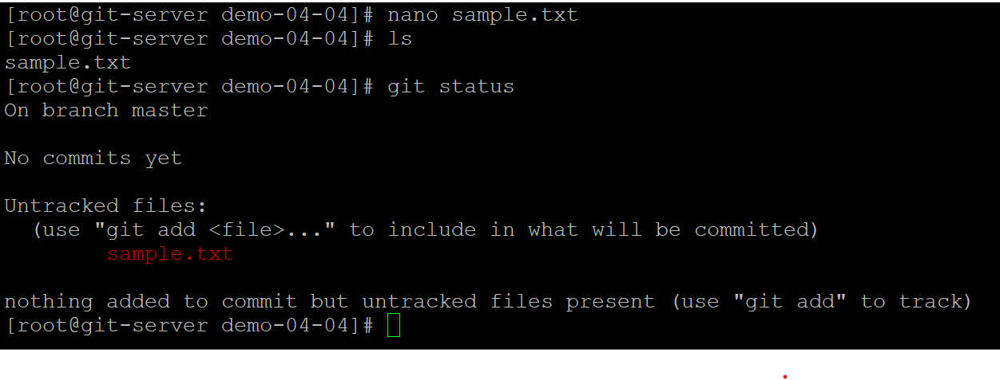 [root@git-server demo-04-04]# nano sample.txt
[root@git-server demo-04-04]# ls
sample.txt
[root@git-server demo-04-04]# git status
On branch master
No commits yet
Untracked files:
(use "git add <file>..." to include in what will be committed)
sample.txt
nothing added to commit but untracked files present (use "git add" to track)
[root@git-server demo-04-04]#